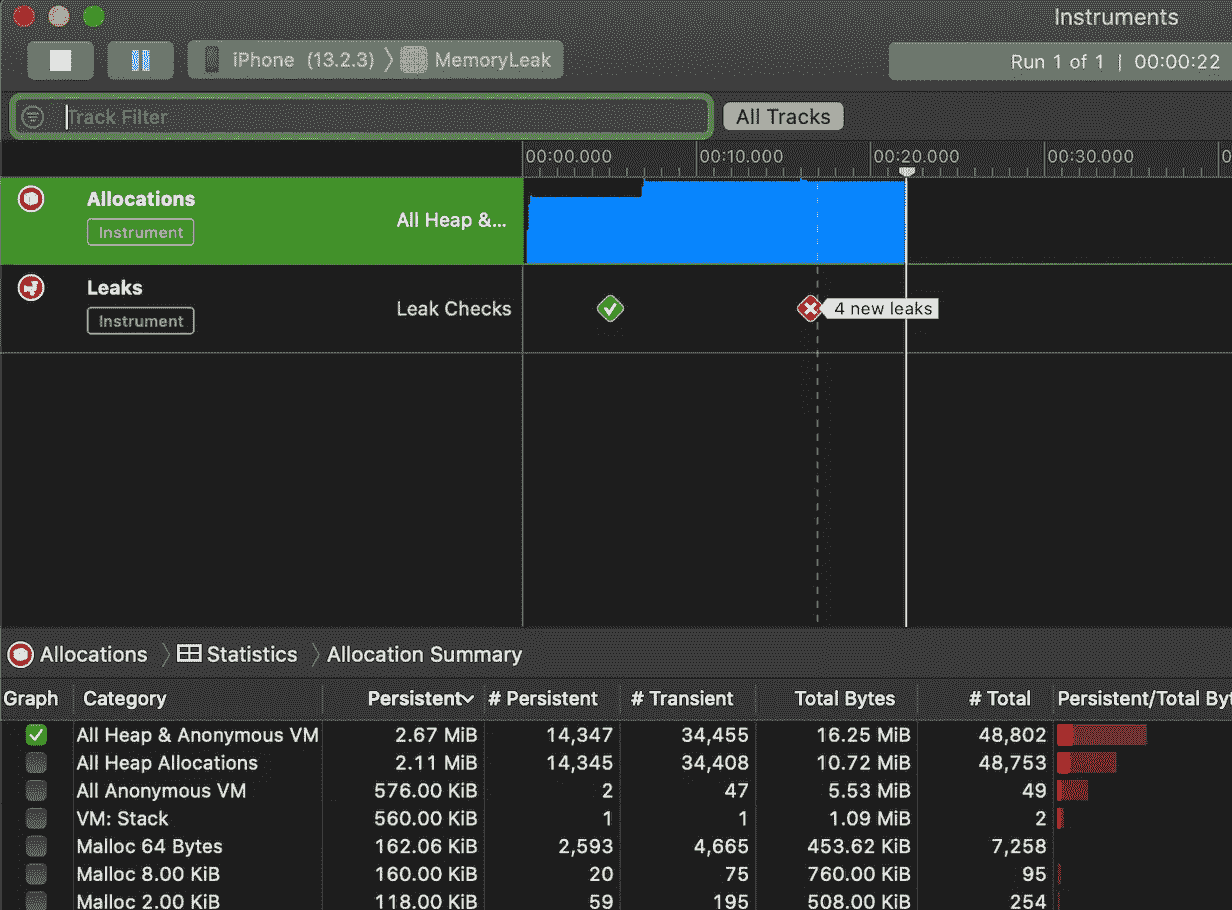 Instruments
iPhone (13.2.3) MemoryLeak
Run 1 of 1 | 00:00:22
Track Filter
All Tracks
00:00.000 00:10.000 00:20.000 00:30.000
Allocations
Instrument
All Heap &...
Leaks
Instrument
Leak Checks
4 new leaks
Allocations Statistics Allocation Summary
Graph Category Persistent # Persistent # Transient Total Bytes # Total Persistent/Total Byt
All Heap & Anonymous VM 2.67 MiB 14,347 34,455 16.25 MiB 48,802
All Heap Allocations 2.11 MiB 14,345 34,408 10.72 MiB 48,753
All Anonymous VM 576.00 KiB 2 47 5.53 MiB 49
VM: Stack 560.00 KiB 1 1 1.09 MiB 2
Malloc 64 Bytes 162.06 KiB 2,593 4,665 453.62 KiB 7,258
Malloc 8.00 KiB 160.00 KiB 20 75 760.00 KiB 95
Malloc 2.00 KiB 118.00 KiB 59 195 508.00 KiB 254